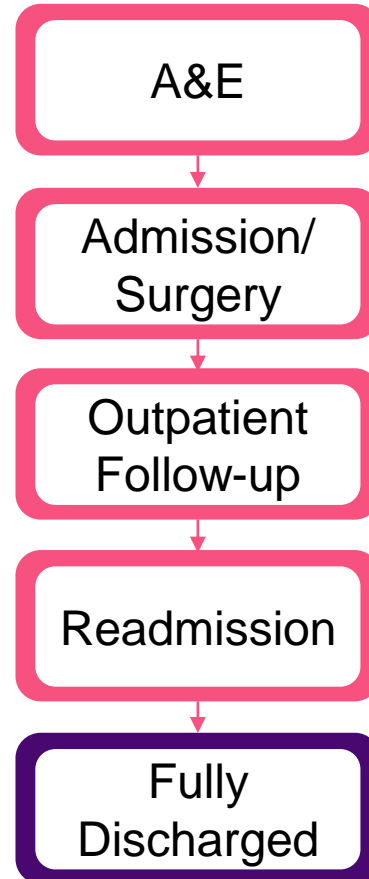 A&E
Admission/
Surgery
Outpatient
Follow-up
Readmission
Fully
Discharged